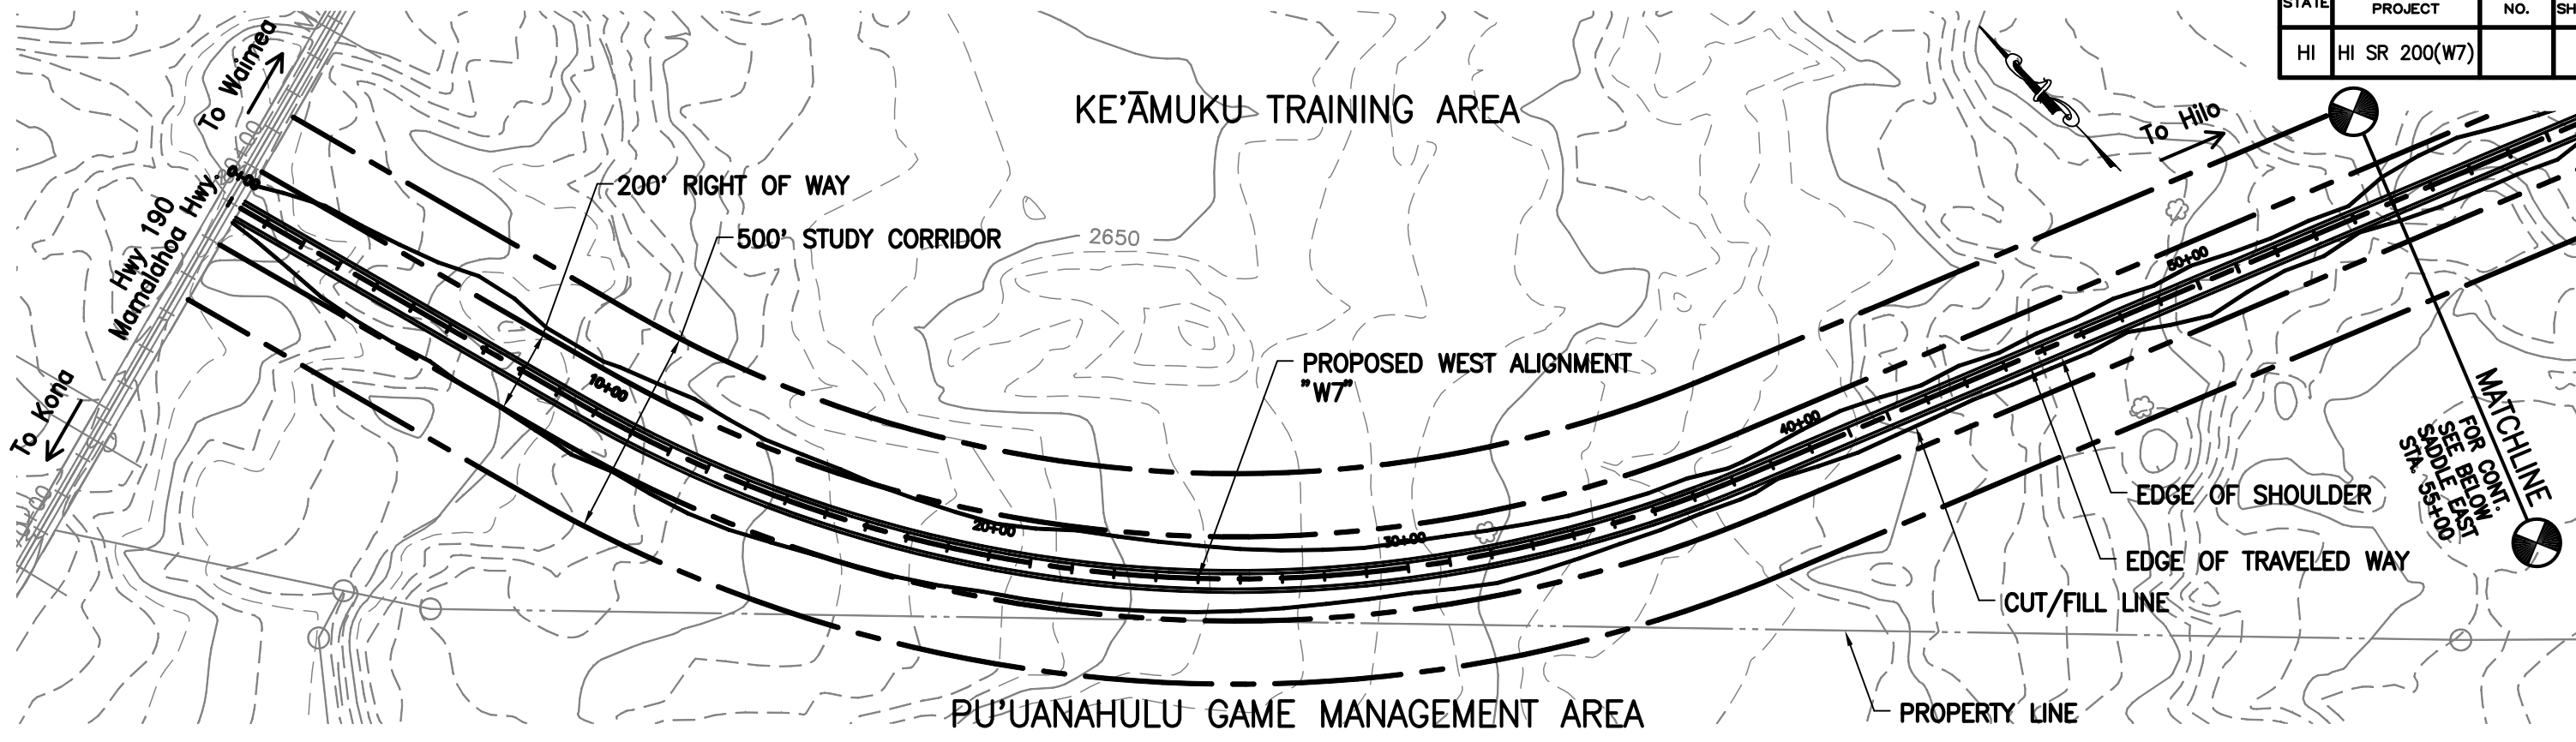 STATE PROJECT NO.
HI HI SR 200(W7)
To Waimea
KE'ĀMUKU TRAINING AREA
To Hilo
0+00
200' RIGHT OF WAY
Hwy 190
Mamalahoa Hwy.
500' STUDY CORRIDOR
2650
50+00
PROPOSED WEST ALIGNMENT
"W7"
To Kona
10+00
40+00
MATCHLINE
FOR CONT.
SEE BELOW
SADDLE EAST
STA. 55+00
EDGE OF SHOULDER
20+00
30+00
EDGE OF TRAVELED WAY
CUT/FILL LINE
PU'UANAHULU GAME MANAGEMENT AREA
PROPERTY LINE